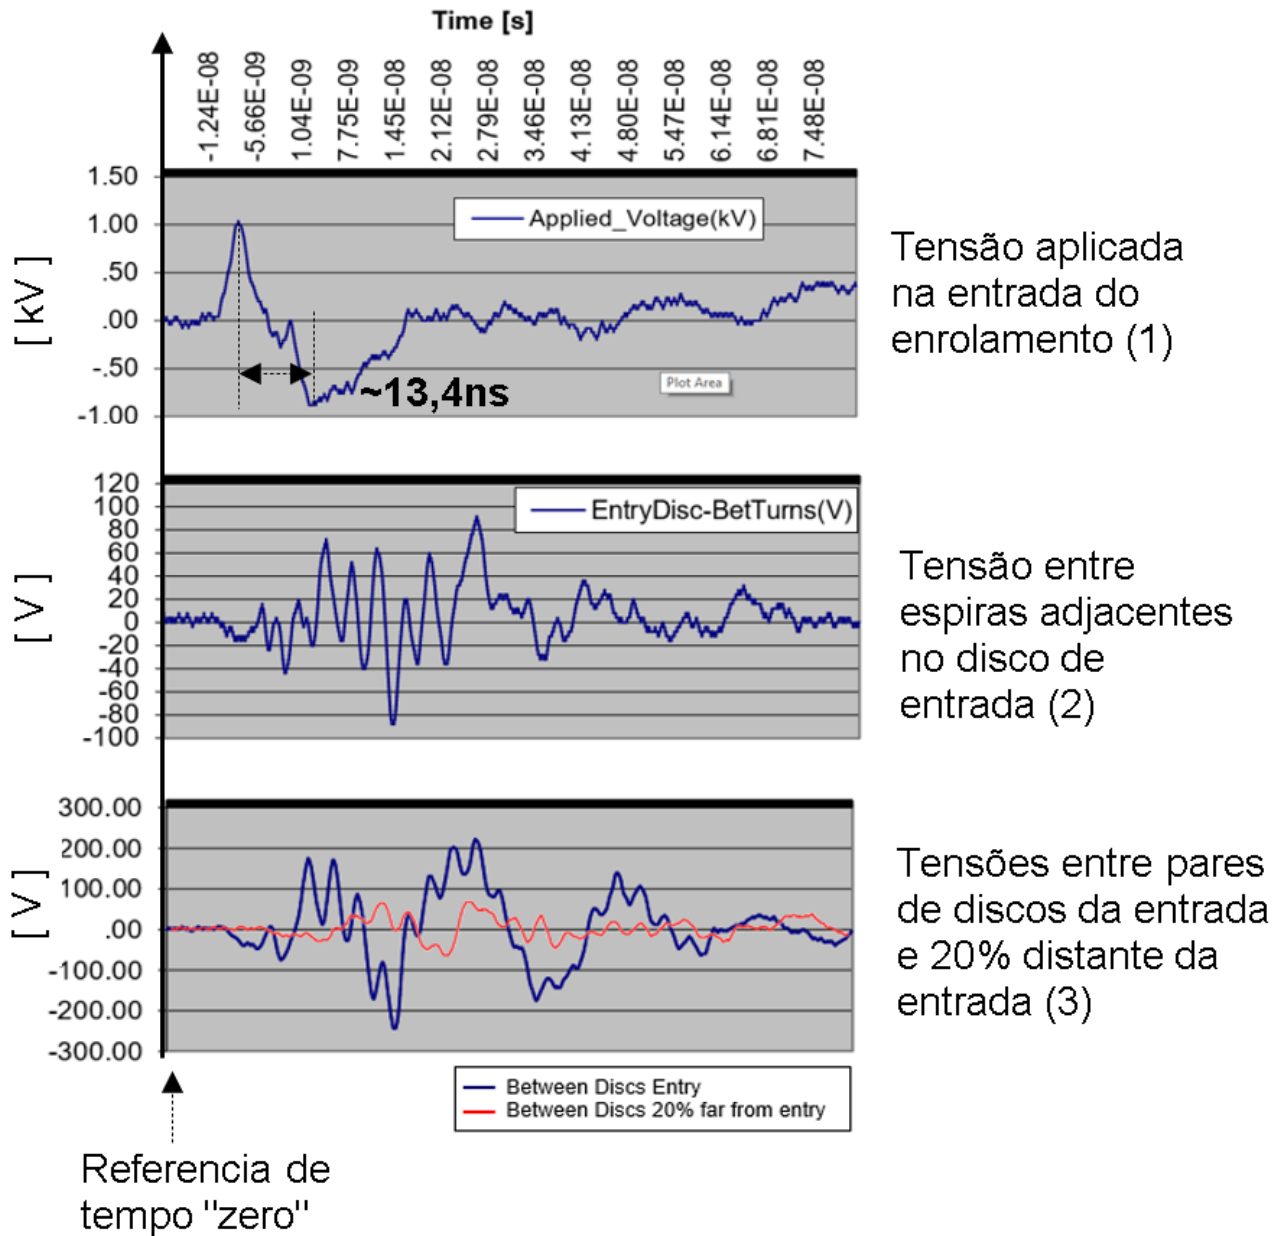 Time [s]
-1.24E-08
-5.66E-09
1.04E-09
7.75E-09
1.45E-08
2.12E-08
2.79E-08
3.46E-08
4.13E-08
4.80E-08
5.47E-08
6.14E-08
6.81E-08
7.48E-08
[ kV ]
1.50
1.00
.50
.00
-.50
-1.00
Applied_Voltage(kV)
~13,4ns
Plot Area
Tensão aplicada
na entrada do
enrolamento (1)
[ V ]
120
100
80
60
40
20
0
-20
-40
-60
-80
-100
EntryDisc-BetTurns(V)
Tensão entre
espiras adjacentes
no disco de
entrada (2)
[ V ]
300.00
200.00
100.00
.00
-100.00
-200.00
-300.00
Tensões entre pares
de discos da entrada
e 20% distante da
entrada (3)
Between Discs Entry
Between Discs 20% far from entry
Referencia de
tempo "zero"